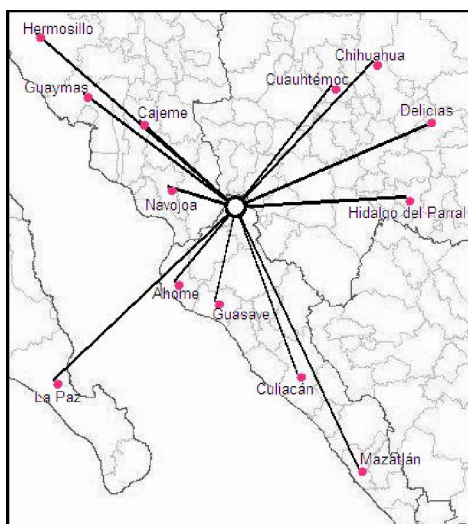 Hermosillo
Chihuahua
Cuauhtémoc
Guaymas
Cajeme
Delicias
Navojoa
Hidalgo del Parral
Ahome
Guasave
Culiacán
La Paz
Mazatlán